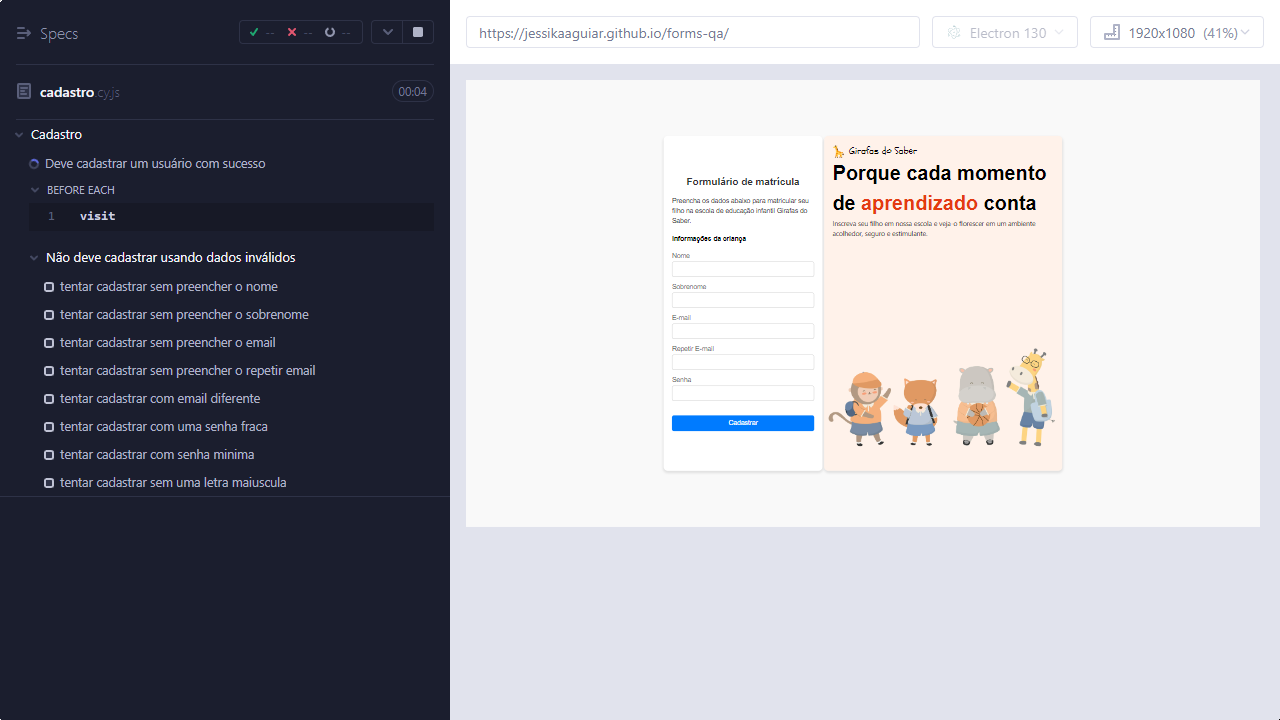 Specs
-- -- --
cadastro.cy.js
00:04
Cadastro
Deve cadastrar um usuário com sucesso
BEFORE EACH
1 visit
Não deve cadastrar usando dados inválidos
tentar cadastrar sem preencher o nome
tentar cadastrar sem preencher o sobrenome
tentar cadastrar sem preencher o email
tentar cadastrar sem preencher o repetir email
tentar cadastrar com email diferente
tentar cadastrar com uma senha fraca
tentar cadastrar com senha minima
tentar cadastrar sem uma letra maiuscula
https://jessikaaguiar.github.io/forms-qa/
Electron 130
1920x1080 (41%)
Formulário de matrícula
Preencha os dados abaixo para matricular seu
filho na escola de educação infantil Girafas do
Saber.
Informações da criança
Nome
Sobrenome
E-mail
Repetir E-mail
Senha
Cadastrar
Girafas do Saber
Porque cada momento
de aprendizado conta
Inscreva seu filho em nossa escola e veja-o florescer em um ambiente
acolhedor, seguro e estimulante.